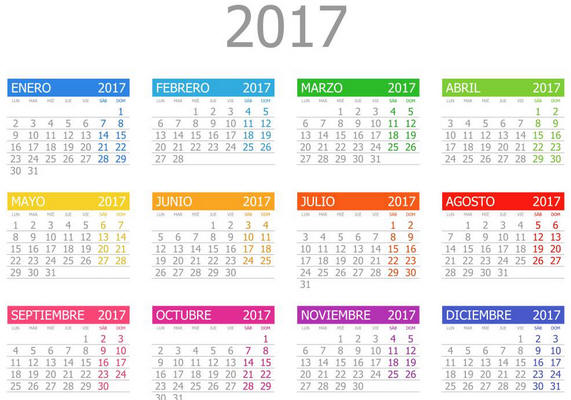 2017
ENERO 2017
LUN MAR MIÉ JUE VIE SÁB DOM
1
2 3 4 5 6 7 8
9 10 11 12 13 14 15
16 17 18 19 20 21 22
23 24 25 26 27 28 29
30 31
FEBRERO 2017
LUN MAR MIÉ JUE VIE SÁB DOM
1 2 3 4 5
6 7 8 9 10 11 12
13 14 15 16 17 18 19
20 21 22 23 24 25 26
27 28
MARZO 2017
LUN MAR MIÉ JUE VIE SÁB DOM
1 2 3 4 5
6 7 8 9 10 11 12
13 14 15 16 17 18 19
20 21 22 23 24 25 26
27 28 29 30 31
ABRIL 2017
LUN MAR MIÉ JUE VIE SÁB DOM
1 2
3 4 5 6 7 8 9
10 11 12 13 14 15 16
17 18 19 20 21 22 23
24 25 26 27 28 29 30
MAYO 2017
LUN MAR MIÉ JUE VIE SÁB DOM
1 2 3 4 5 6 7
8 9 10 11 12 13 14
15 16 17 18 19 20 21
22 23 24 25 26 27 28
29 30 31
JUNIO 2017
LUN MAR MIÉ JUE VIE SÁB DOM
1 2 3 4
5 6 7 8 9 10 11
12 13 14 15 16 17 18
19 20 21 22 23 24 25
26 27 28 29 30
JULIO 2017
LUN MAR MIÉ JUE VIE SÁB DOM
1 2
3 4 5 6 7 8 9
10 11 12 13 14 15 16
17 18 19 20 21 22 23
24 25 26 27 28 29 30
31
AGOSTO 2017
LUN MAR MIÉ JUE VIE SÁB DOM
1 2 3 4 5 6
7 8 9 10 11 12 13
14 15 16 17 18 19 20
21 22 23 24 25 26 27
28 29 30 31
SEPTIEMBRE 2017
LUN MAR MIÉ JUE VIE SÁB DOM
1 2 3
4 5 6 7 8 9 10
11 12 13 14 15 16 17
18 19 20 21 22 23 24
25 26 27 28 29 30
OCTUBRE 2017
LUN MAR MIÉ JUE VIE SÁB DOM
1
2 3 4 5 6 7 8
9 10 11 12 13 14 15
16 17 18 19 20 21 22
23 24 25 26 27 28 29
NOVIEMBRE 2017
LUN MAR MIÉ JUE VIE SÁB DOM
1 2 3 4 5
6 7 8 9 10 11 12
13 14 15 16 17 18 19
20 21 22 23 24 25 26
27 28 29 30
DICIEMBRE 2017
LUN MAR MIÉ JUE VIE SÁB DOM
1 2 3
4 5 6 7 8 9 10
11 12 13 14 15 16 17
18 19 20 21 22 23 24
25 26 27 28 29 30 31